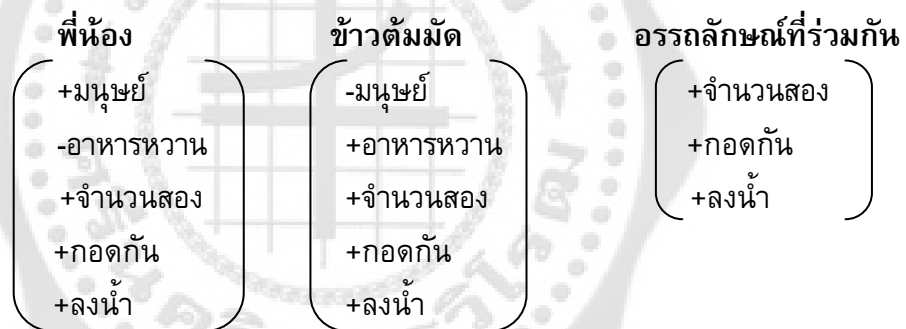 พี่น้อง ข้าวต้มมัด อรรถลักษณ์ที่ร่วมกัน
+มนุษย์ -มนุษย์ +จำนวนสอง
-อาหารหวาน +อาหารหวาน +กอดกัน
+จำนวนสอง +จำนวนสอง +ลงน้ำ
+กอดกัน +กอดกัน
+ลงน้ำ +ลงน้ำ